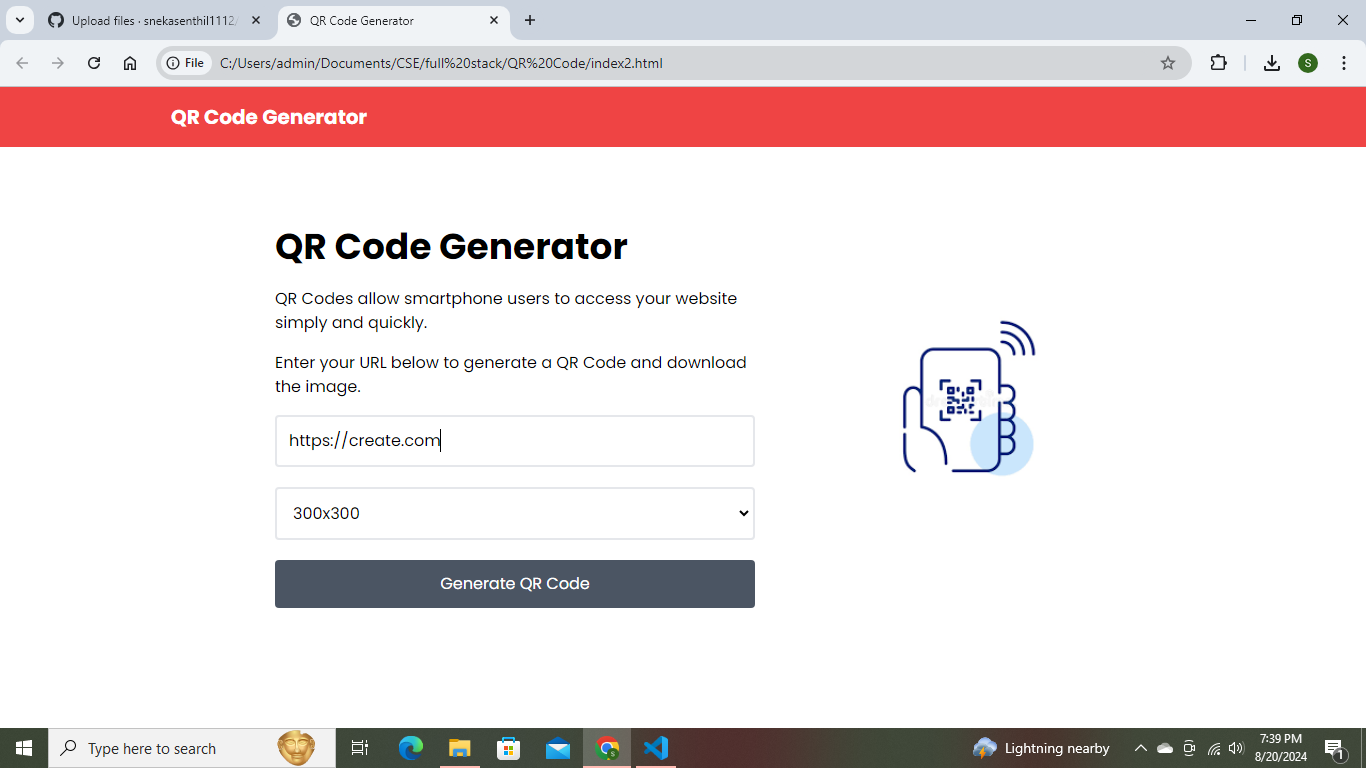 Upload files · snekasenthil1112/
QR Code Generator
File
C:/Users/admin/Documents/CSE/full%20stack/QR%20Code/index2.html
S
QR Code Generator
QR Code Generator
QR Codes allow smartphone users to access your website
simply and quickly.
Enter your URL below to generate a QR Code and download
the image.
https://create.com
300x300
Generate QR Code
Type here to search
Lightning nearby
7:39 PM
8/20/2024
1